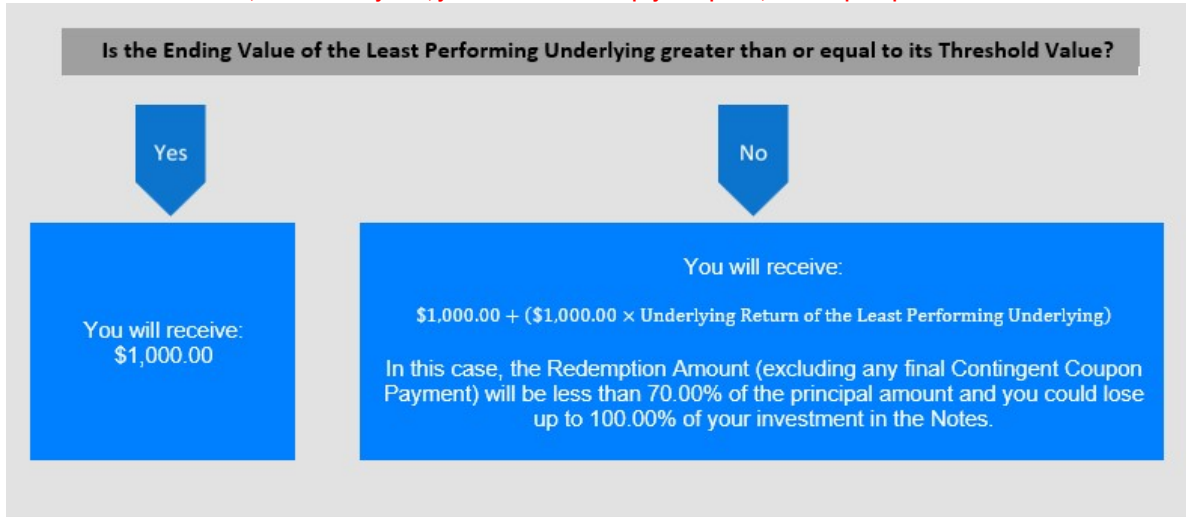 Is the Ending Value of the Least Performing Underlying greater than or equal to its Threshold Value?
Yes
No
You will receive:
$1,000.00
You will receive:
$1,000.00 + ($1,000.00 × Underlying Return of the Least Performing Underlying)
In this case, the Redemption Amount (excluding any final Contingent Coupon
Payment) will be less than 70.00% of the principal amount and you could lose
up to 100.00% of your investment in the Notes.